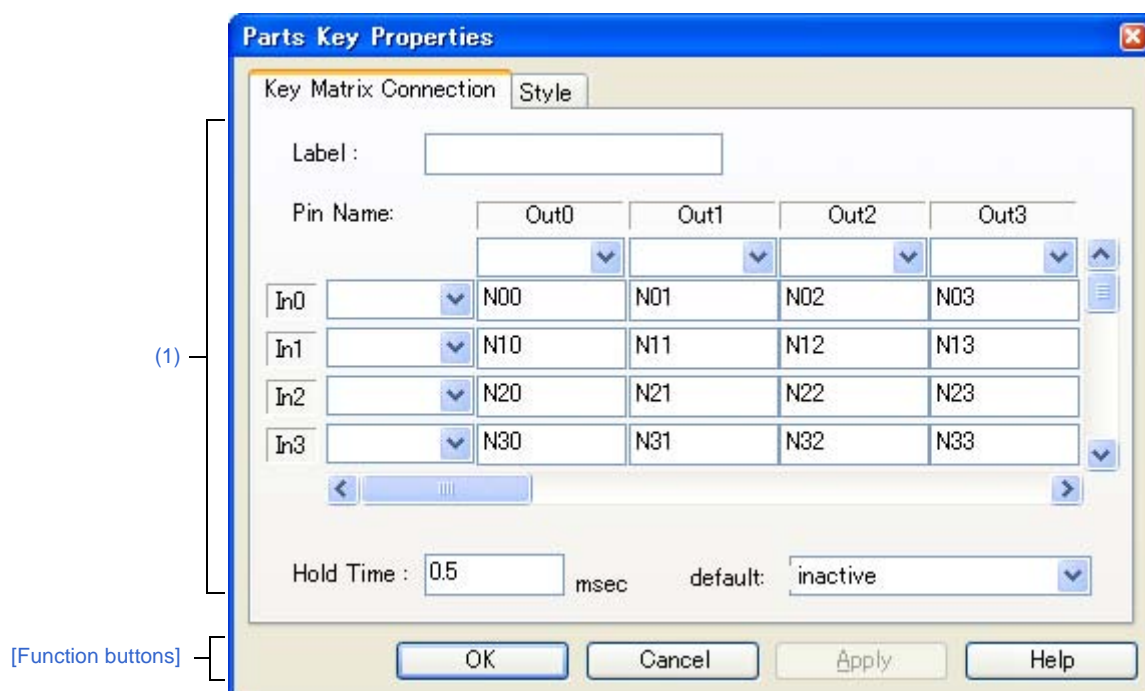 Parts Key Properties
Key Matrix Connection Style
Label :
Pin Name: Out0 Out1 Out2 Out3
In0 N00 N01 N02 N03
(1)
In1 N10 N11 N12 N13
In2 N20 N21 N22 N23
In3 N30 N31 N32 N33
Hold Time : 0.5 msec default: inactive
[Function buttons]
OK Cancel Apply Help